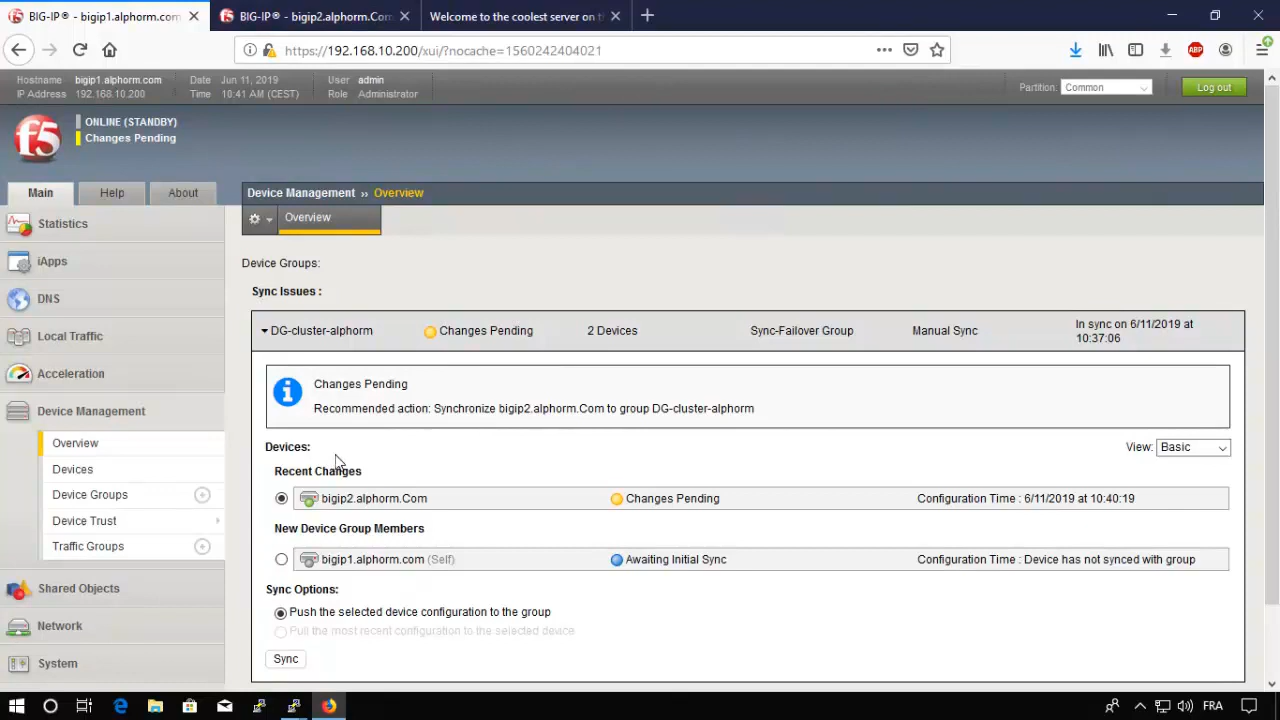 BIG-IP® - bigip1.alphorm.com
BIG-IP® - bigip2.alphorm.Com
Welcome to the coolest server on t
https://192.168.10.200/xui/?nocache=1560242404021
ABP
Hostname bigip1.alphorm.com
IP Address 192.168.10.200
Date Jun 11, 2019
Time 10:41 AM (CEST)
User admin
Role Administrator
Partition: Common
Log out
f5
ONLINE (STANDBY)
Changes Pending
Main
Help
About
Statistics
iApps
DNS
Local Traffic
Acceleration
Device Management
Overview
Devices
Device Groups
Device Trust
Traffic Groups
Shared Objects
Network
System
Device Management ›› Overview
Overview
Device Groups:
Sync Issues :
DG-cluster-alphorm Changes Pending 2 Devices Sync-Failover Group Manual Sync In sync on 6/11/2019 at
10:37:06
Changes Pending
Recommended action: Synchronize bigip2.alphorm.Com to group DG-cluster-alphorm
Devices:
View: Basic
Recent Changes
bigip2.alphorm.Com Changes Pending Configuration Time : 6/11/2019 at 10:40:19
New Device Group Members
bigip1.alphorm.com (Self) Awaiting Initial Sync Configuration Time : Device has not synced with group
Sync Options:
Push the selected device configuration to the group
Pull the most recent configuration to the selected device
Sync
FRA